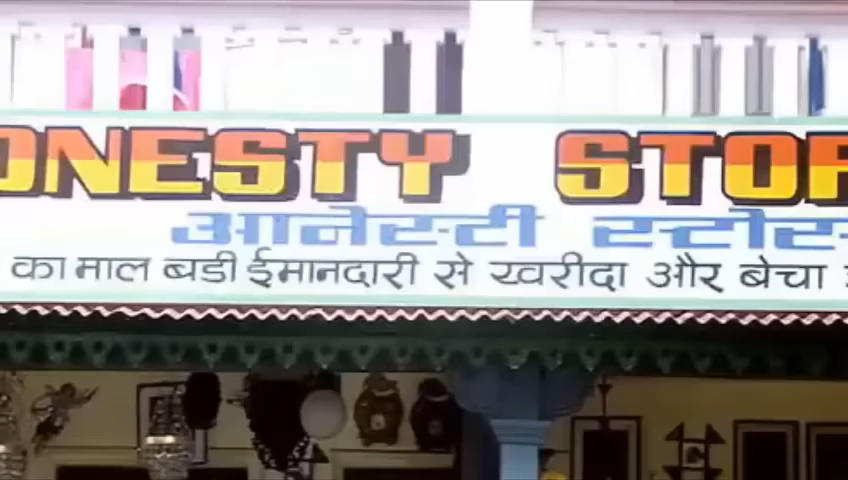 ONESTY STOR
आनेस्टी स्टोर
का माल बडी ईमानदारी से खरीदा और बेचा